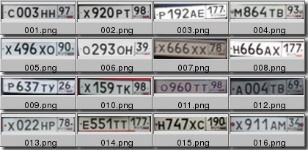 С003НН 97 Х920РТ 98 Р192АЕ 177 М864ТВ 93
001.png 002.png 003.png 004.png
Х496ХО 90 О293ОН 39 Х666ХХ 78 Н666АХ 177
005.png 006.png 007.png 008.png
Р637ТУ 26 Х159ТК 98 О960ТТ 98 А004ТВ
009.png 010.png 011.png 012.png
Х022НР 78 Е551ТТ 177 Н747ХС 190 Х911АМ
013.png 014.png 015.png 016.png